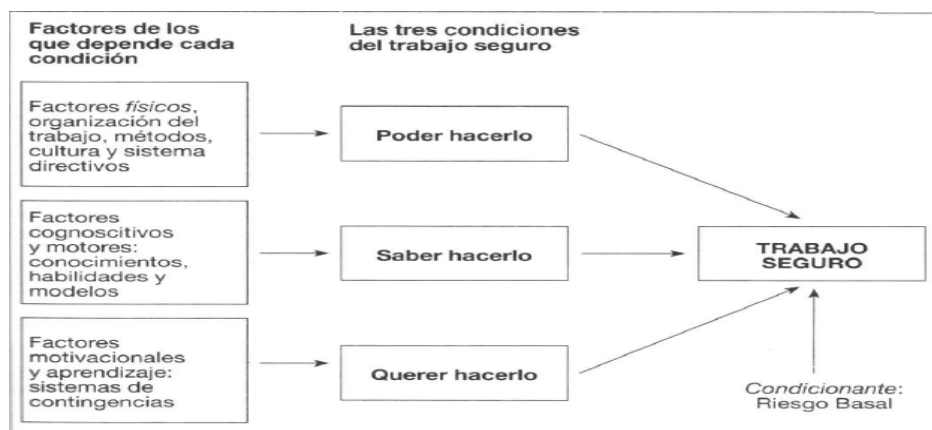 Factores de los
que depende cada
condición
Las tres condiciones
del trabajo seguro
Factores físicos,
organización del
trabajo, métodos,
cultura y sistema
directivos
Poder hacerlo
Factores
cognoscitivos
y motores:
conocimientos,
habilidades y
modelos
Saber hacerlo
TRABAJO
SEGURO
Factores
motivacionales
y aprendizaje:
sistemas de
contingencias
Querer hacerlo
Condicionante:
Riesgo Basal